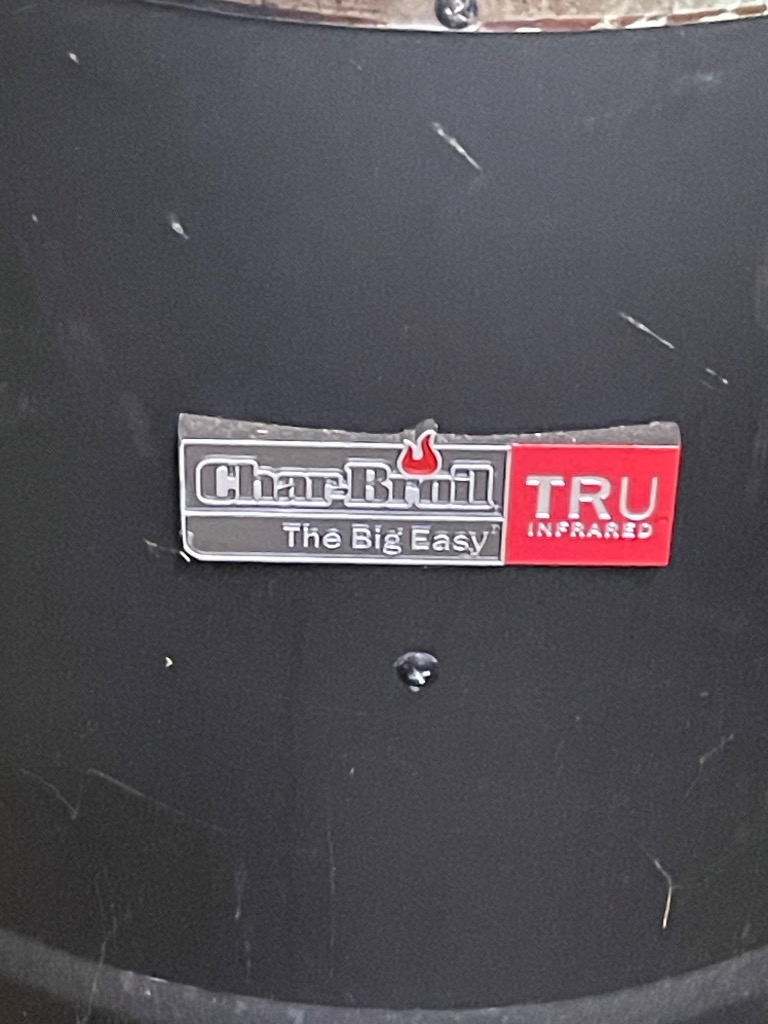 Char-Broil
The Big Easy
TRU
INFRARED